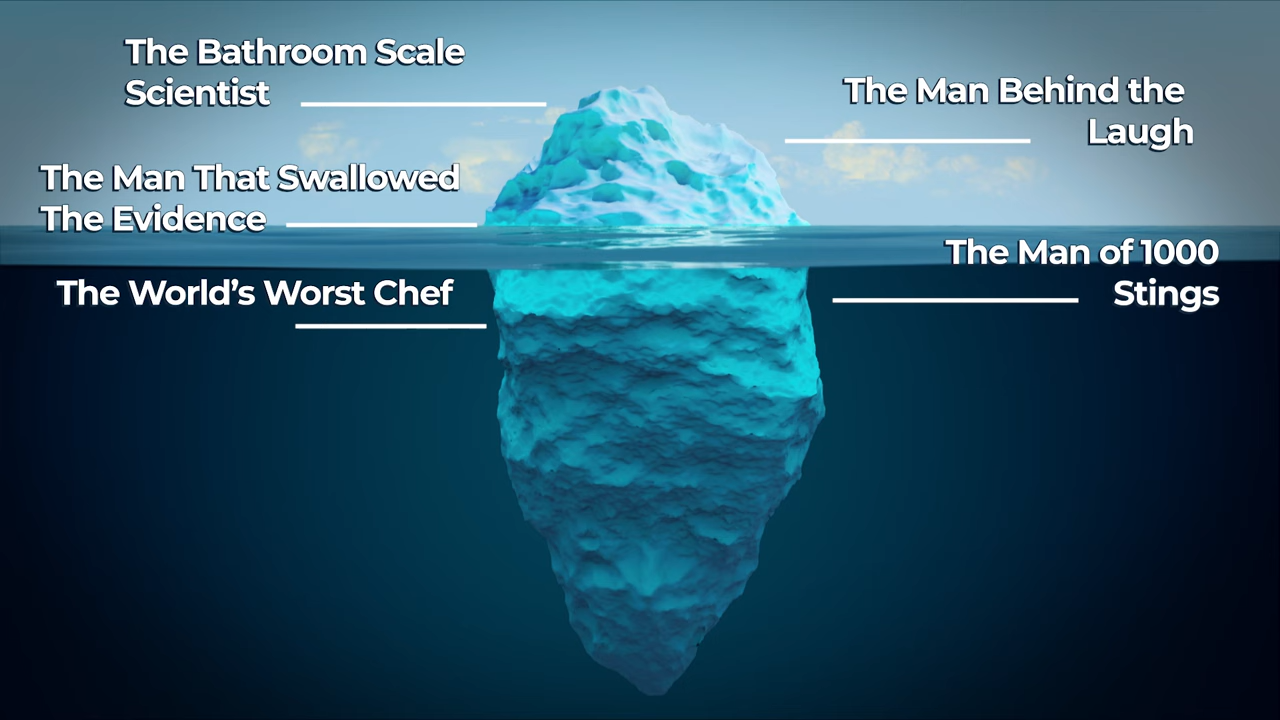 The Bathroom Scale
Scientist
The Man Behind the
Laugh
The Man That Swallowed
The Evidence
The Man of 1000
Stings
The World’s Worst Chef